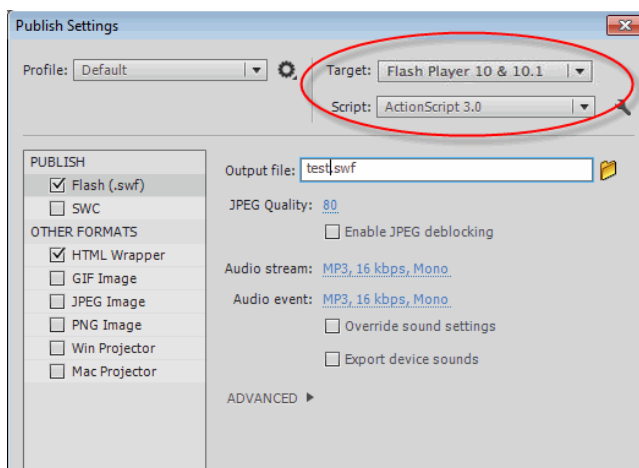 Publish Settings
Profile: Default
Target: Flash Player 10 & 10.1
Script: ActionScript 3.0
PUBLISH
Flash (.swf)
SWC
OTHER FORMATS
HTML Wrapper
GIF Image
JPEG Image
PNG Image
Win Projector
Mac Projector
Output file: test.swf
JPEG Quality: 80
Enable JPEG deblocking
Audio stream: MP3, 16 kbps, Mono
Audio event: MP3, 16 kbps, Mono
Override sound settings
Export device sounds
ADVANCED